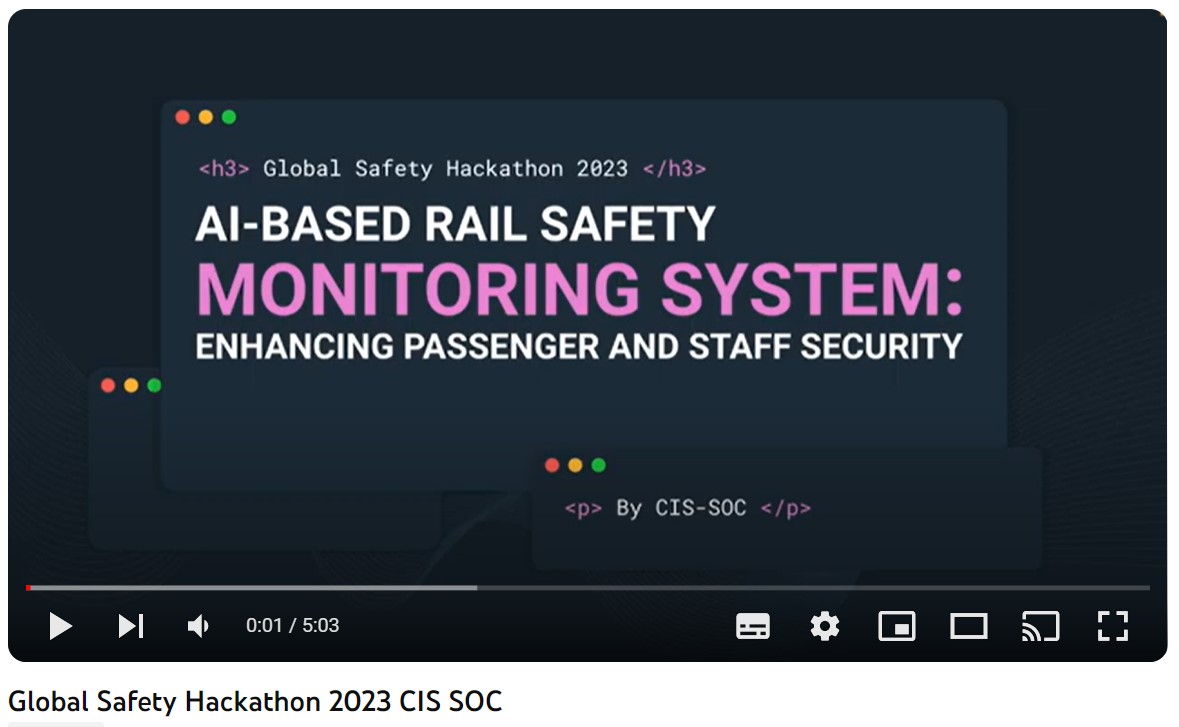 <h3> Global Safety Hackathon 2023 </h3>
AI-BASED RAIL SAFETY
MONITORING SYSTEM:
ENHANCING PASSENGER AND STAFF SECURITY
<p> By CIS-SOC </p>
0:01 / 5:03
Global Safety Hackathon 2023 CIS SOC